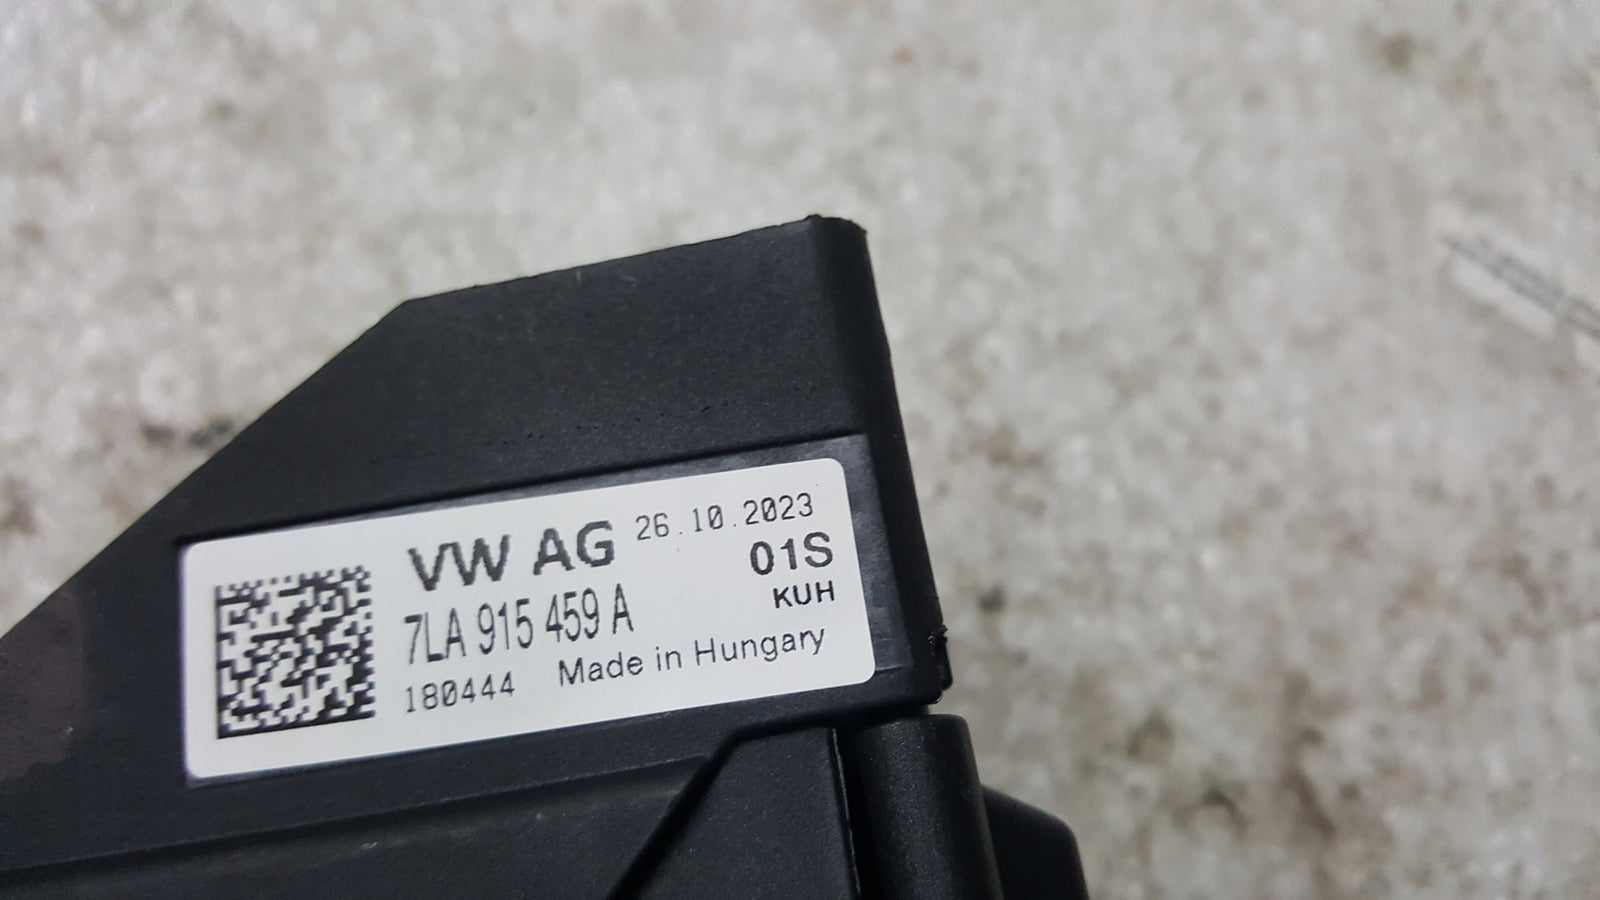 VW AG 26.10.2023
01S
7LA 915 459 A KUH
180444 Made in Hungary